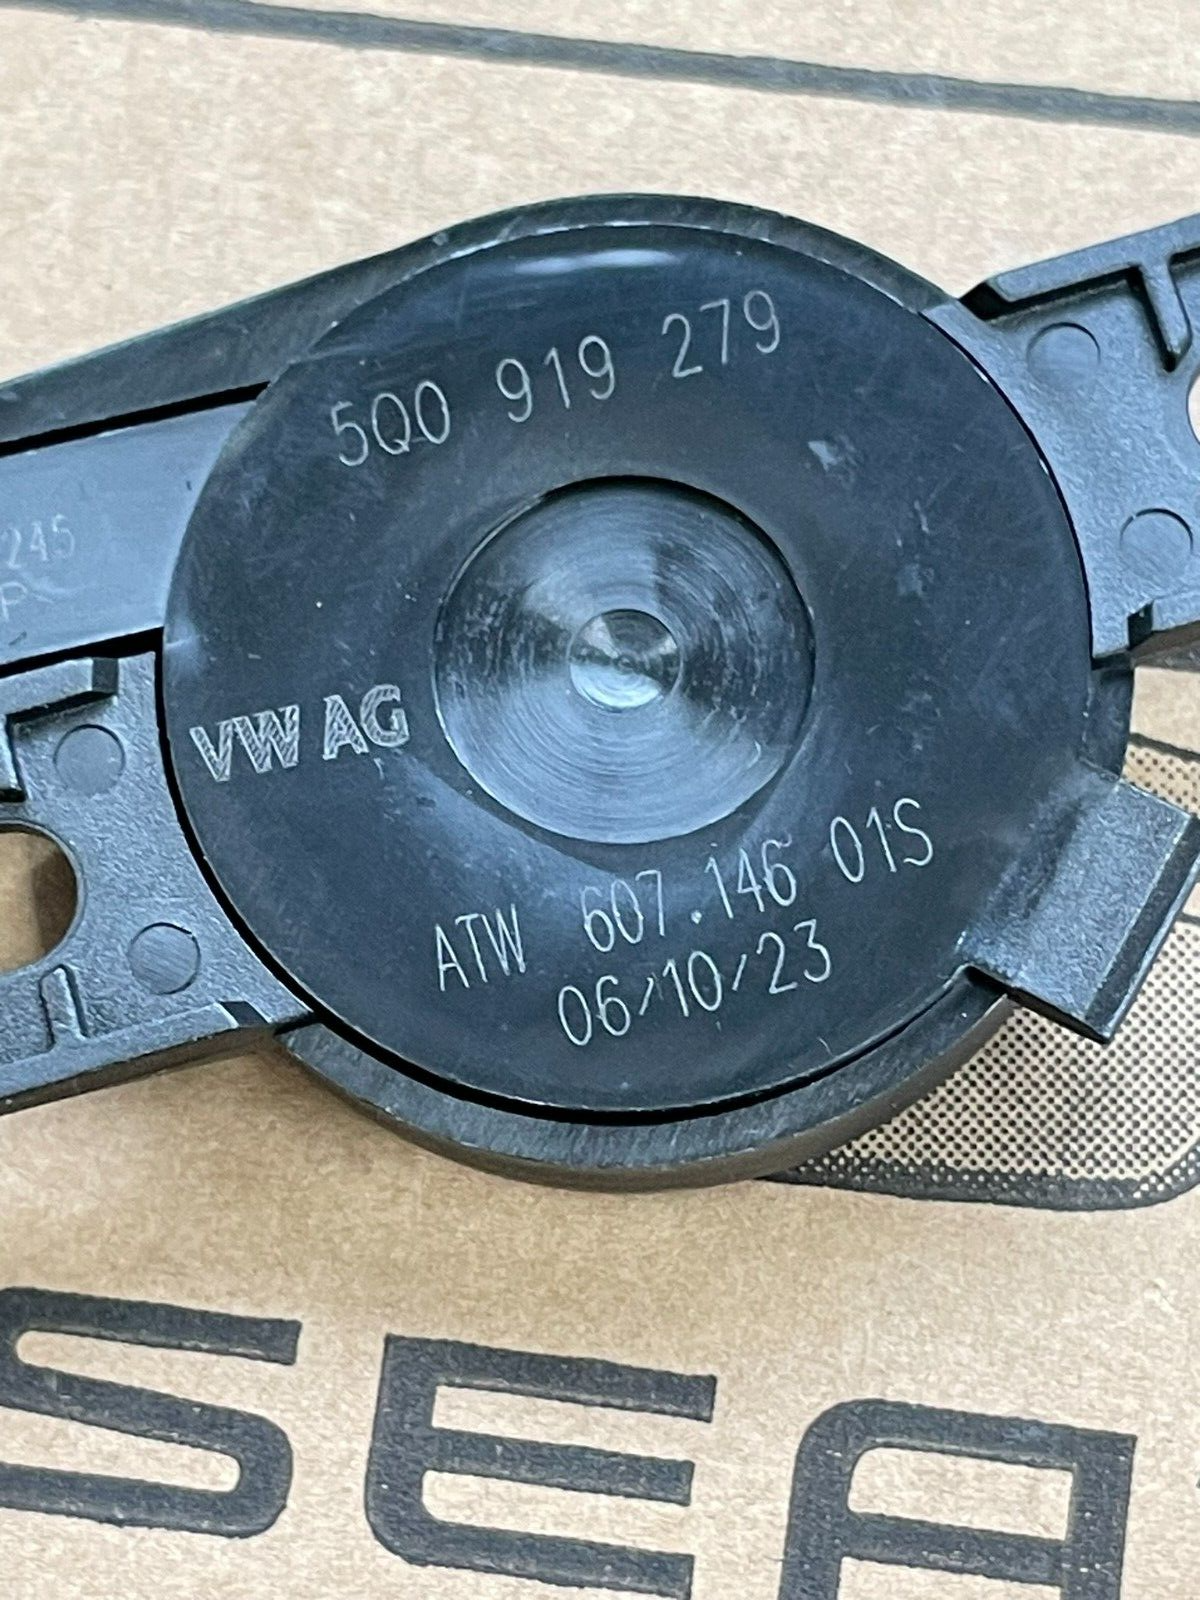 5Q0 919 279
245
P
VW AG
ATW 607.146 01S
06/10/23
SEA